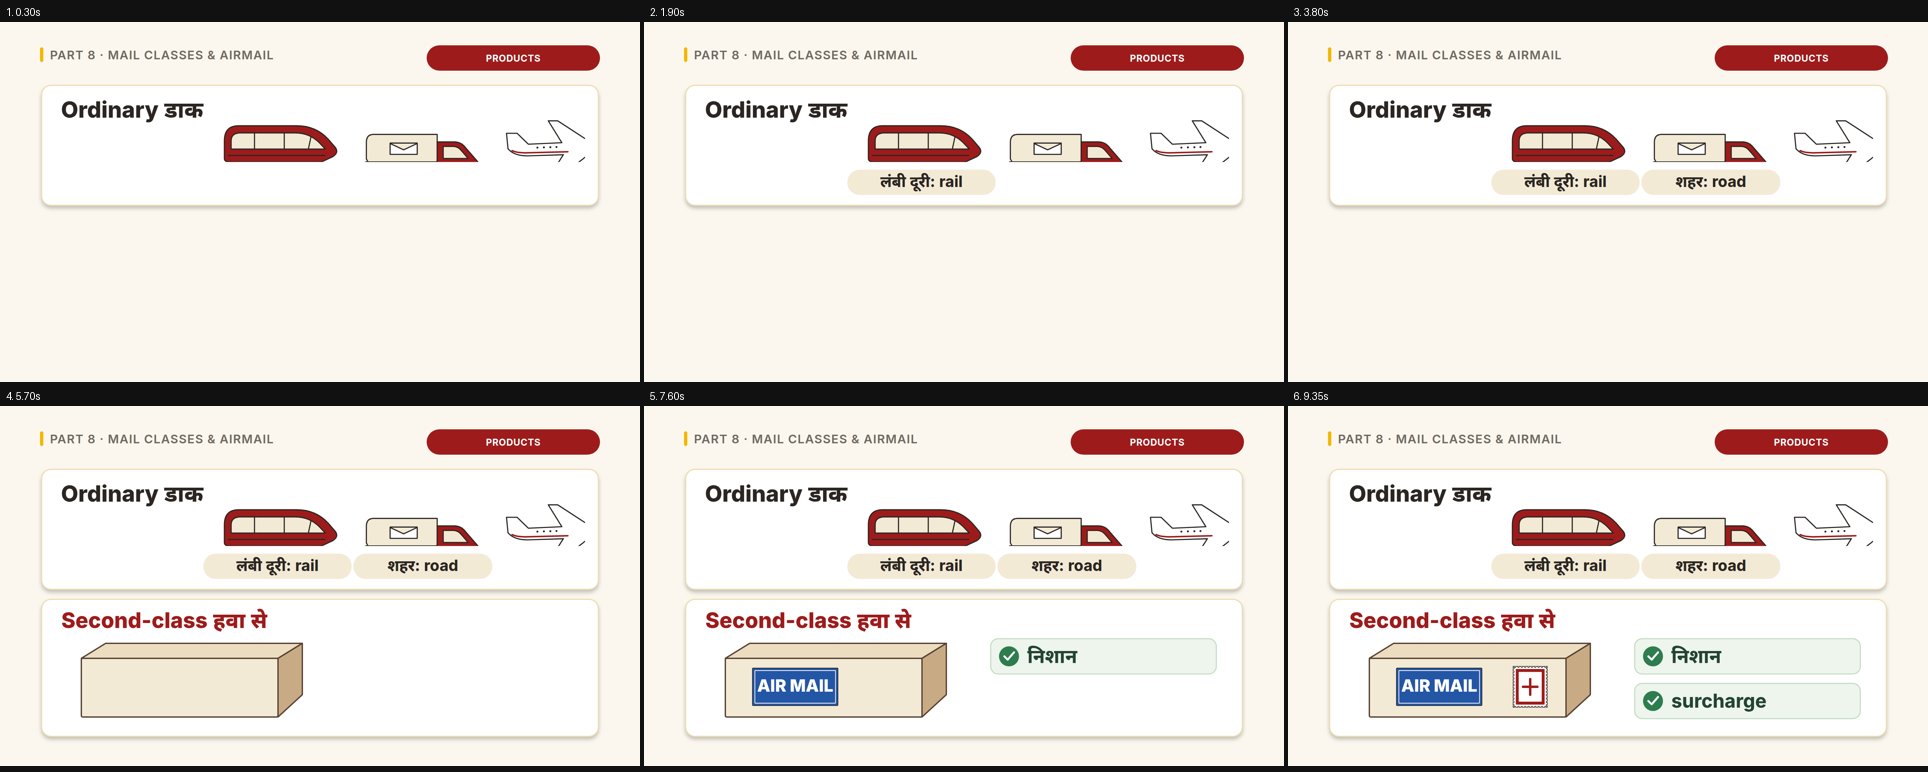 1. 0.30s
PART 8 · MAIL CLASSES & AIRMAIL
PRODUCTS
Ordinary डाक
2. 1.90s
PART 8 · MAIL CLASSES & AIRMAIL
PRODUCTS
Ordinary डाक
लंबी दूरी: rail
3. 3.80s
PART 8 · MAIL CLASSES & AIRMAIL
PRODUCTS
Ordinary डाक
लंबी दूरी: rail
शहर: road
4. 5.70s
PART 8 · MAIL CLASSES & AIRMAIL
PRODUCTS
Ordinary डाक
लंबी दूरी: rail
शहर: road
Second-class हवा से
5. 7.60s
PART 8 · MAIL CLASSES & AIRMAIL
PRODUCTS
Ordinary डाक
लंबी दूरी: rail
शहर: road
Second-class हवा से
AIR MAIL
निशान
6. 9.35s
PART 8 · MAIL CLASSES & AIRMAIL
PRODUCTS
Ordinary डाक
लंबी दूरी: rail
शहर: road
Second-class हवा से
AIR MAIL
निशान
surcharge